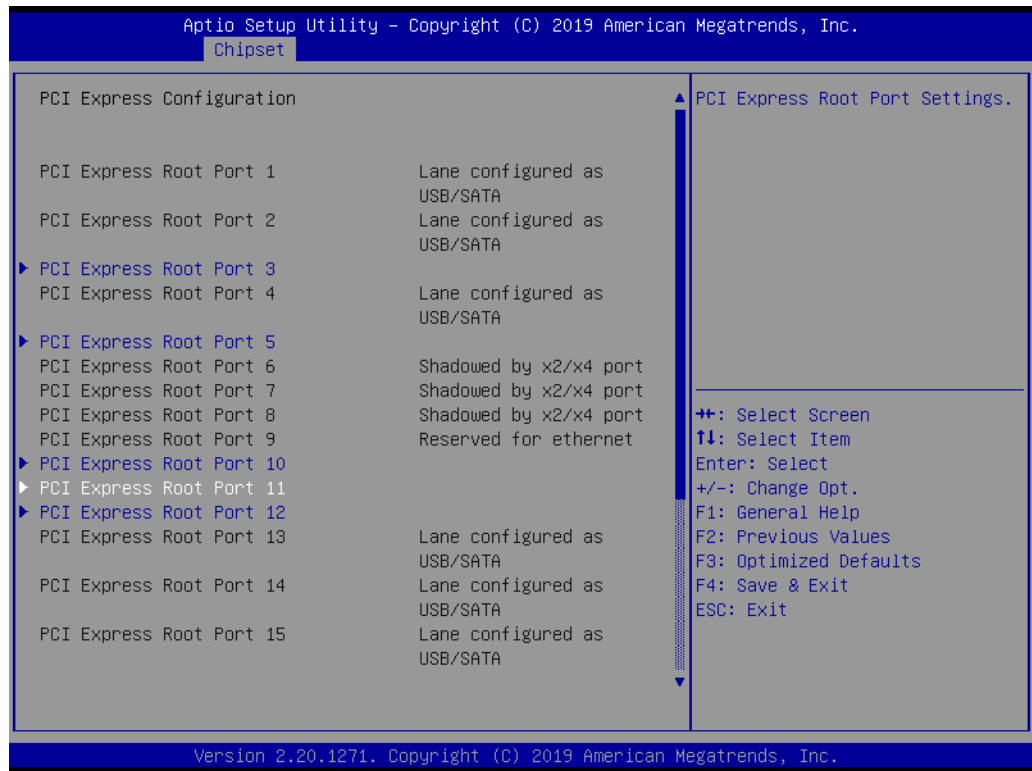 Aptio Setup Utility – Copyright (C) 2019 American Megatrends, Inc.
Chipset
PCI Express Configuration
PCI Express Root Port 1 Lane configured as
USB/SATA
PCI Express Root Port 2 Lane configured as
USB/SATA
PCI Express Root Port 3
PCI Express Root Port 4 Lane configured as
USB/SATA
PCI Express Root Port 5
PCI Express Root Port 6 Shadowed by x2/x4 port
PCI Express Root Port 7 Shadowed by x2/x4 port
PCI Express Root Port 8 Shadowed by x2/x4 port
PCI Express Root Port 9 Reserved for ethernet
PCI Express Root Port 10
PCI Express Root Port 11
PCI Express Root Port 12
PCI Express Root Port 13 Lane configured as
USB/SATA
PCI Express Root Port 14 Lane configured as
USB/SATA
PCI Express Root Port 15 Lane configured as
USB/SATA
PCI Express Root Port Settings.
→←: Select Screen
↑↓: Select Item
Enter: Select
+/-: Change Opt.
F1: General Help
F2: Previous Values
F3: Optimized Defaults
F4: Save & Exit
ESC: Exit
Version 2.20.1271. Copyright (C) 2019 American Megatrends, Inc.